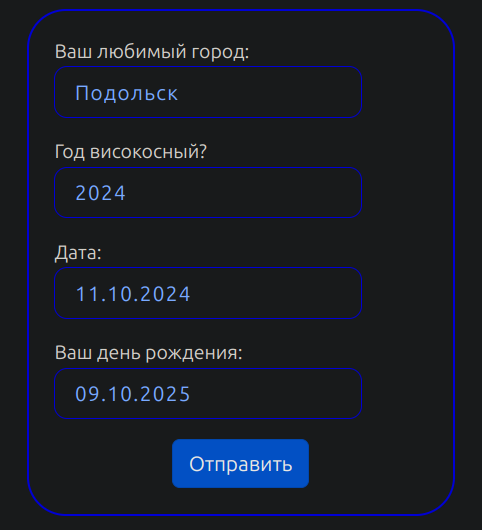 Ваш любимый город:
Подольск
Год високосный?
2024
Дата:
11.10.2024
Ваш день рождения:
09.10.2025
Отправить